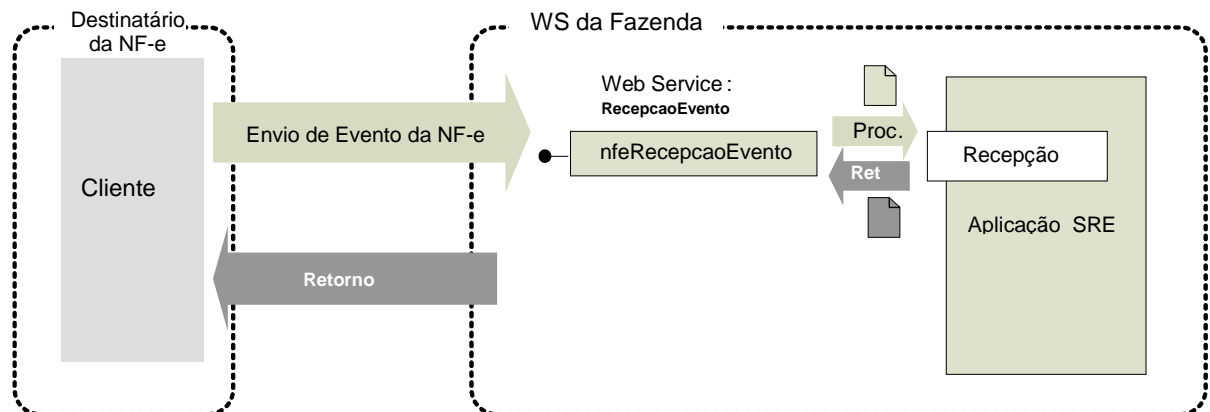 Destinatário
da NF-e
WS da Fazenda
Cliente
Envio de Evento da NF-e
Retorno
Web Service :
RecepcaoEvento
nfeRecepcaoEvento
Proc.
Ret
Recepção
Aplicação SRE